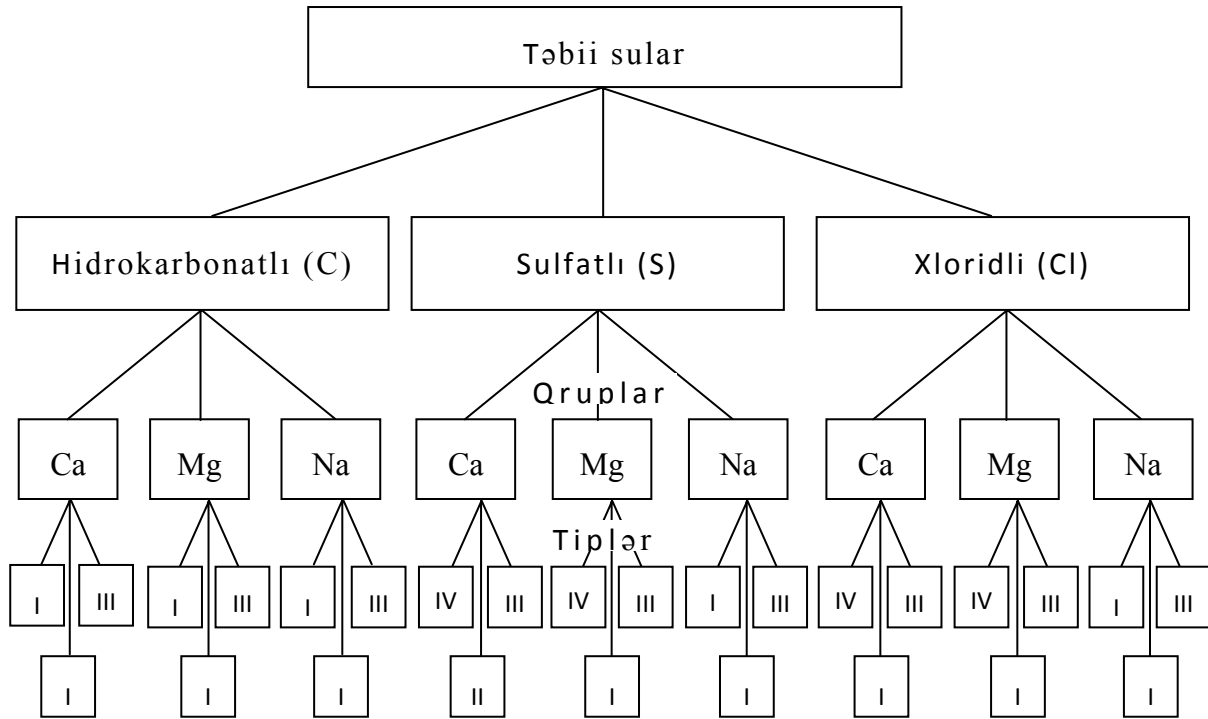 Təbii sular
Hidrokarbonatlı (C) Sulfatlı (S) Xloridli (Cl)
Qruplar
Ca Mg Na Ca Mg Na Ca Mg Na
Tiplər
I III I III I III IV III IV III I III IV III IV III I III
I I I II I I I I I